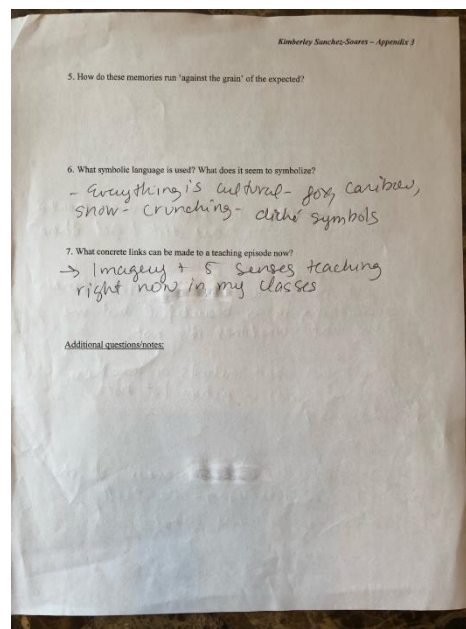 Kimberley Sanchez-Soares – Appendix 3
5. How do these memories run 'against the grain' of the expected?
6. What symbolic language is used? What does it seem to symbolize?
- Everything is cultural - fox, caribou,
snow - crunching - cliché symbols
7. What concrete links can be made to a teaching episode now?
→ Imagery + 5 senses teaching
right now in my classes
Additional questions/notes: